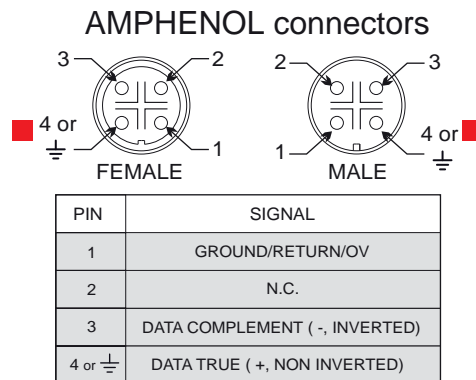 AMPHENOL connectors
3 2 2 3
4 or 1 1 4 or
FEMALE MALE
PIN SIGNAL
1 GROUND/RETURN/OV
2 N.C.
3 DATA COMPLEMENT ( -, INVERTED)
4 or ⏚ DATA TRUE ( +, NON INVERTED)